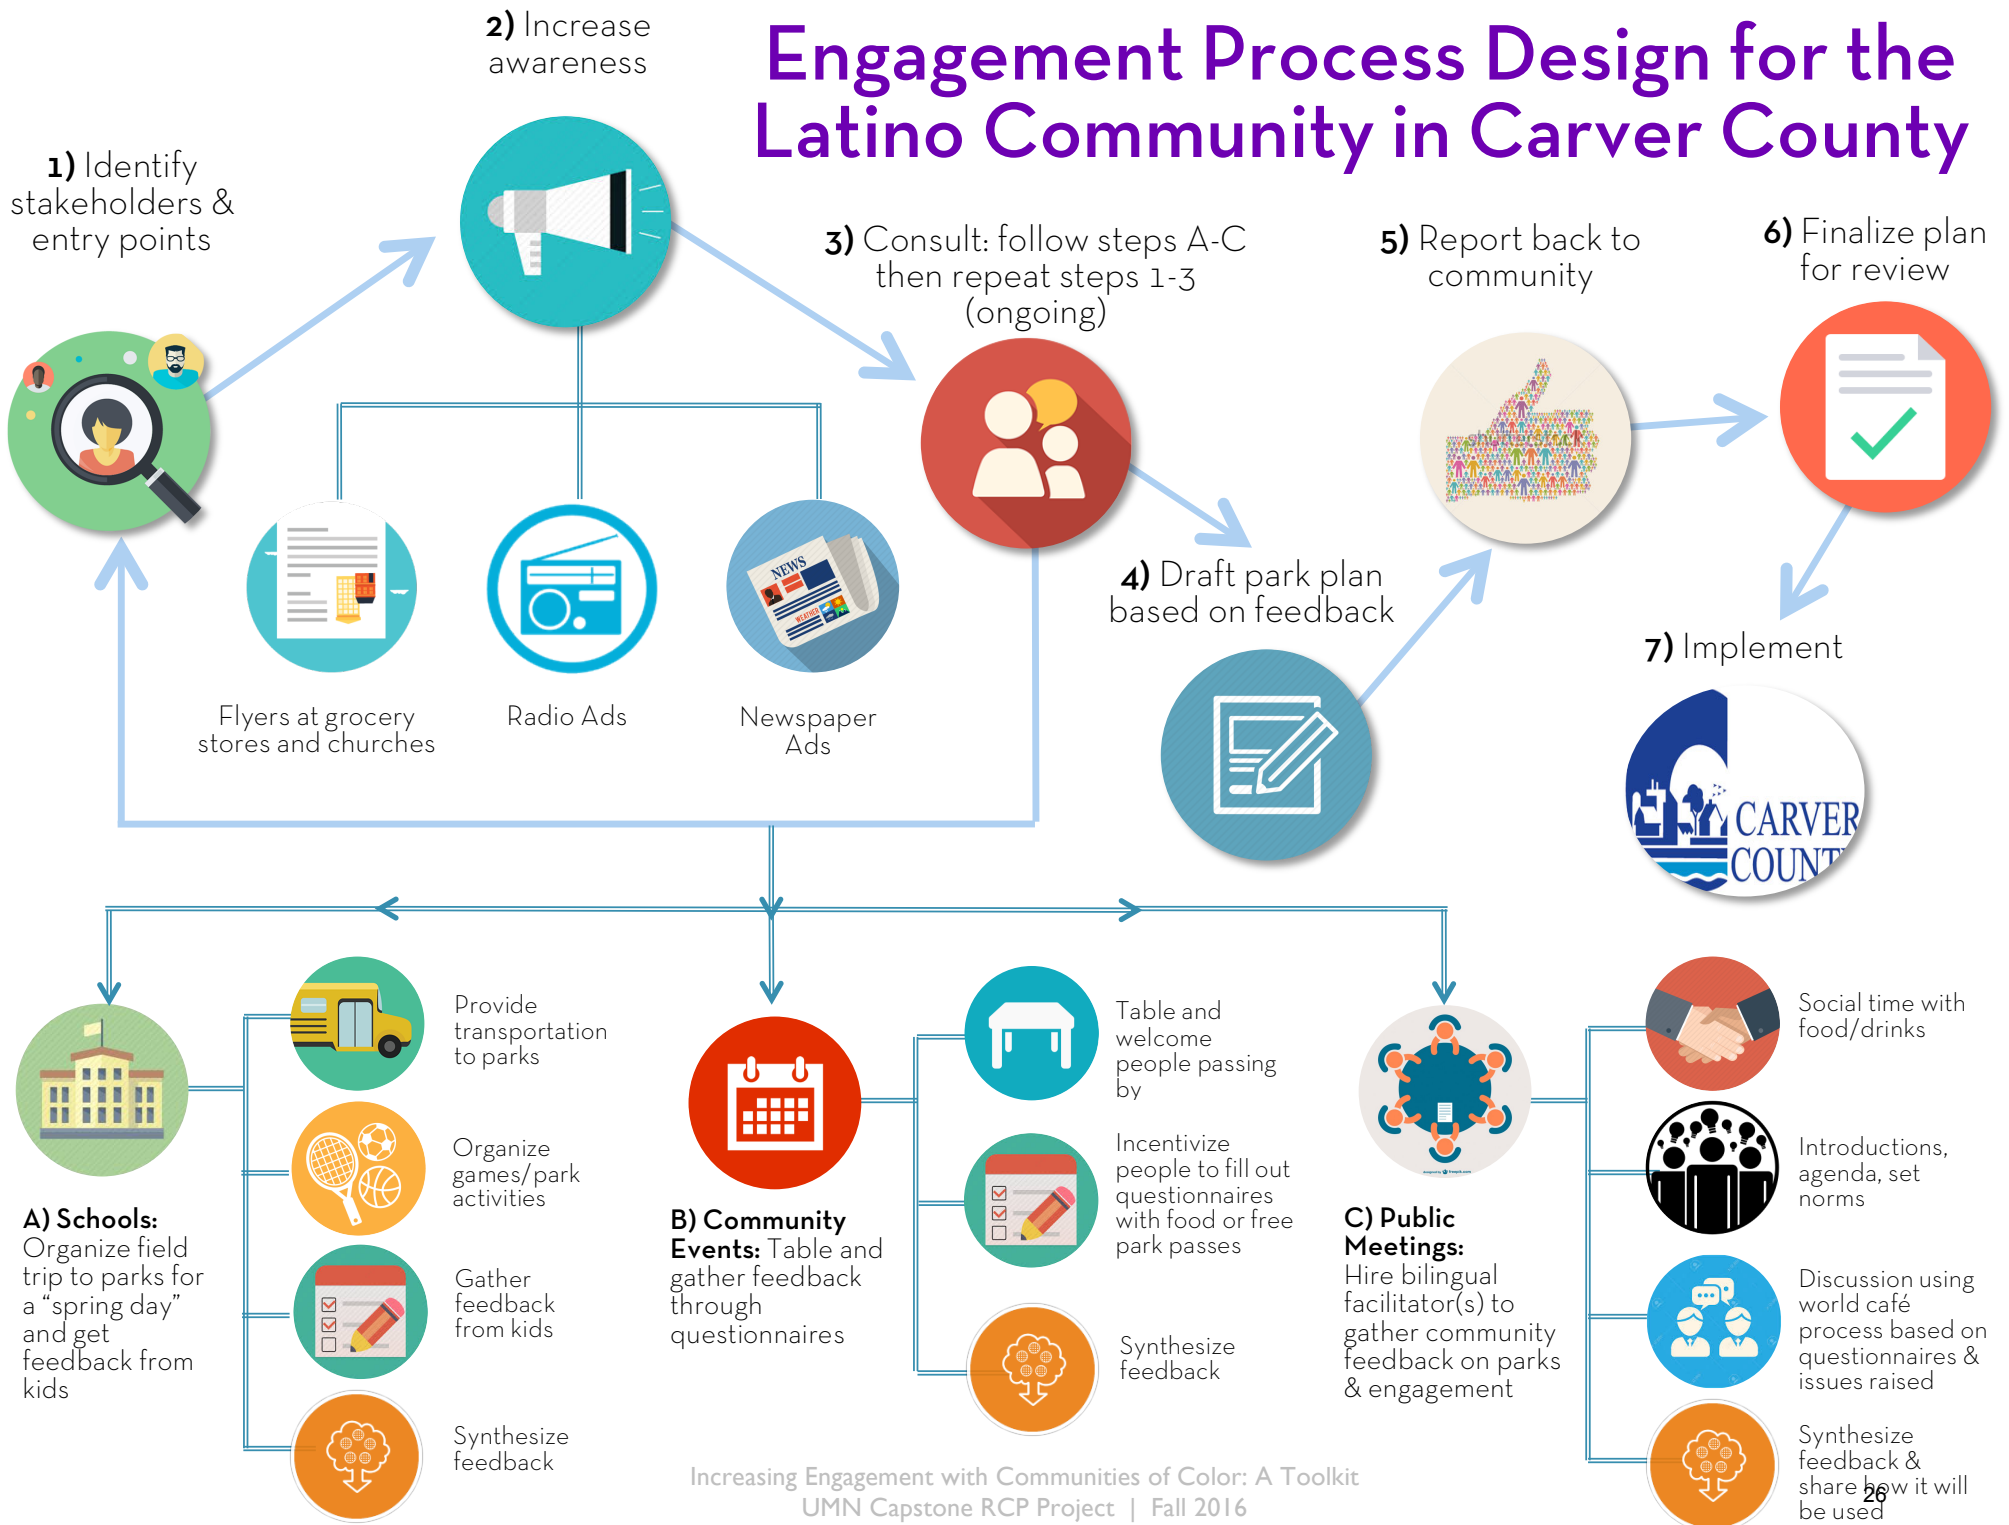 Engagement Process Design for the
Latino Community in Carver County
1) Identify
stakeholders &
entry points
2) Increase
awareness
3) Consult: follow steps A-C
then repeat steps 1-3
(ongoing)
4) Draft park plan
based on feedback
5) Report back to
community
6) Finalize plan
for review
7) Implement
CARVER
COUNT
NEWS
WEATHER
Flyers at grocery
stores and churches
Radio Ads
Newspaper
Ads
A) Schools:
Organize field
trip to parks for
a “spring day”
and get
feedback from
kids
Provide
transportation
to parks
Organize
games/park
activities
Gather
feedback
from kids
Synthesize
feedback
B) Community
Events: Table and
gather feedback
through
questionnaires
Table and
welcome
people passing
by
Incentivize
people to fill out
questionnaires
with food or free
park passes
Synthesize
feedback
C) Public
Meetings:
Hire bilingual
facilitator(s) to
gather community
feedback on parks
& engagement
Social time with
food/drinks
Introductions,
agenda, set
norms
Discussion using
world café
process based on
questionnaires &
issues raised
Synthesize
feedback &
share how it will
be used
Increasing Engagement with Communities of Color: A Toolkit
UMN Capstone RCP Project | Fall 2016
26